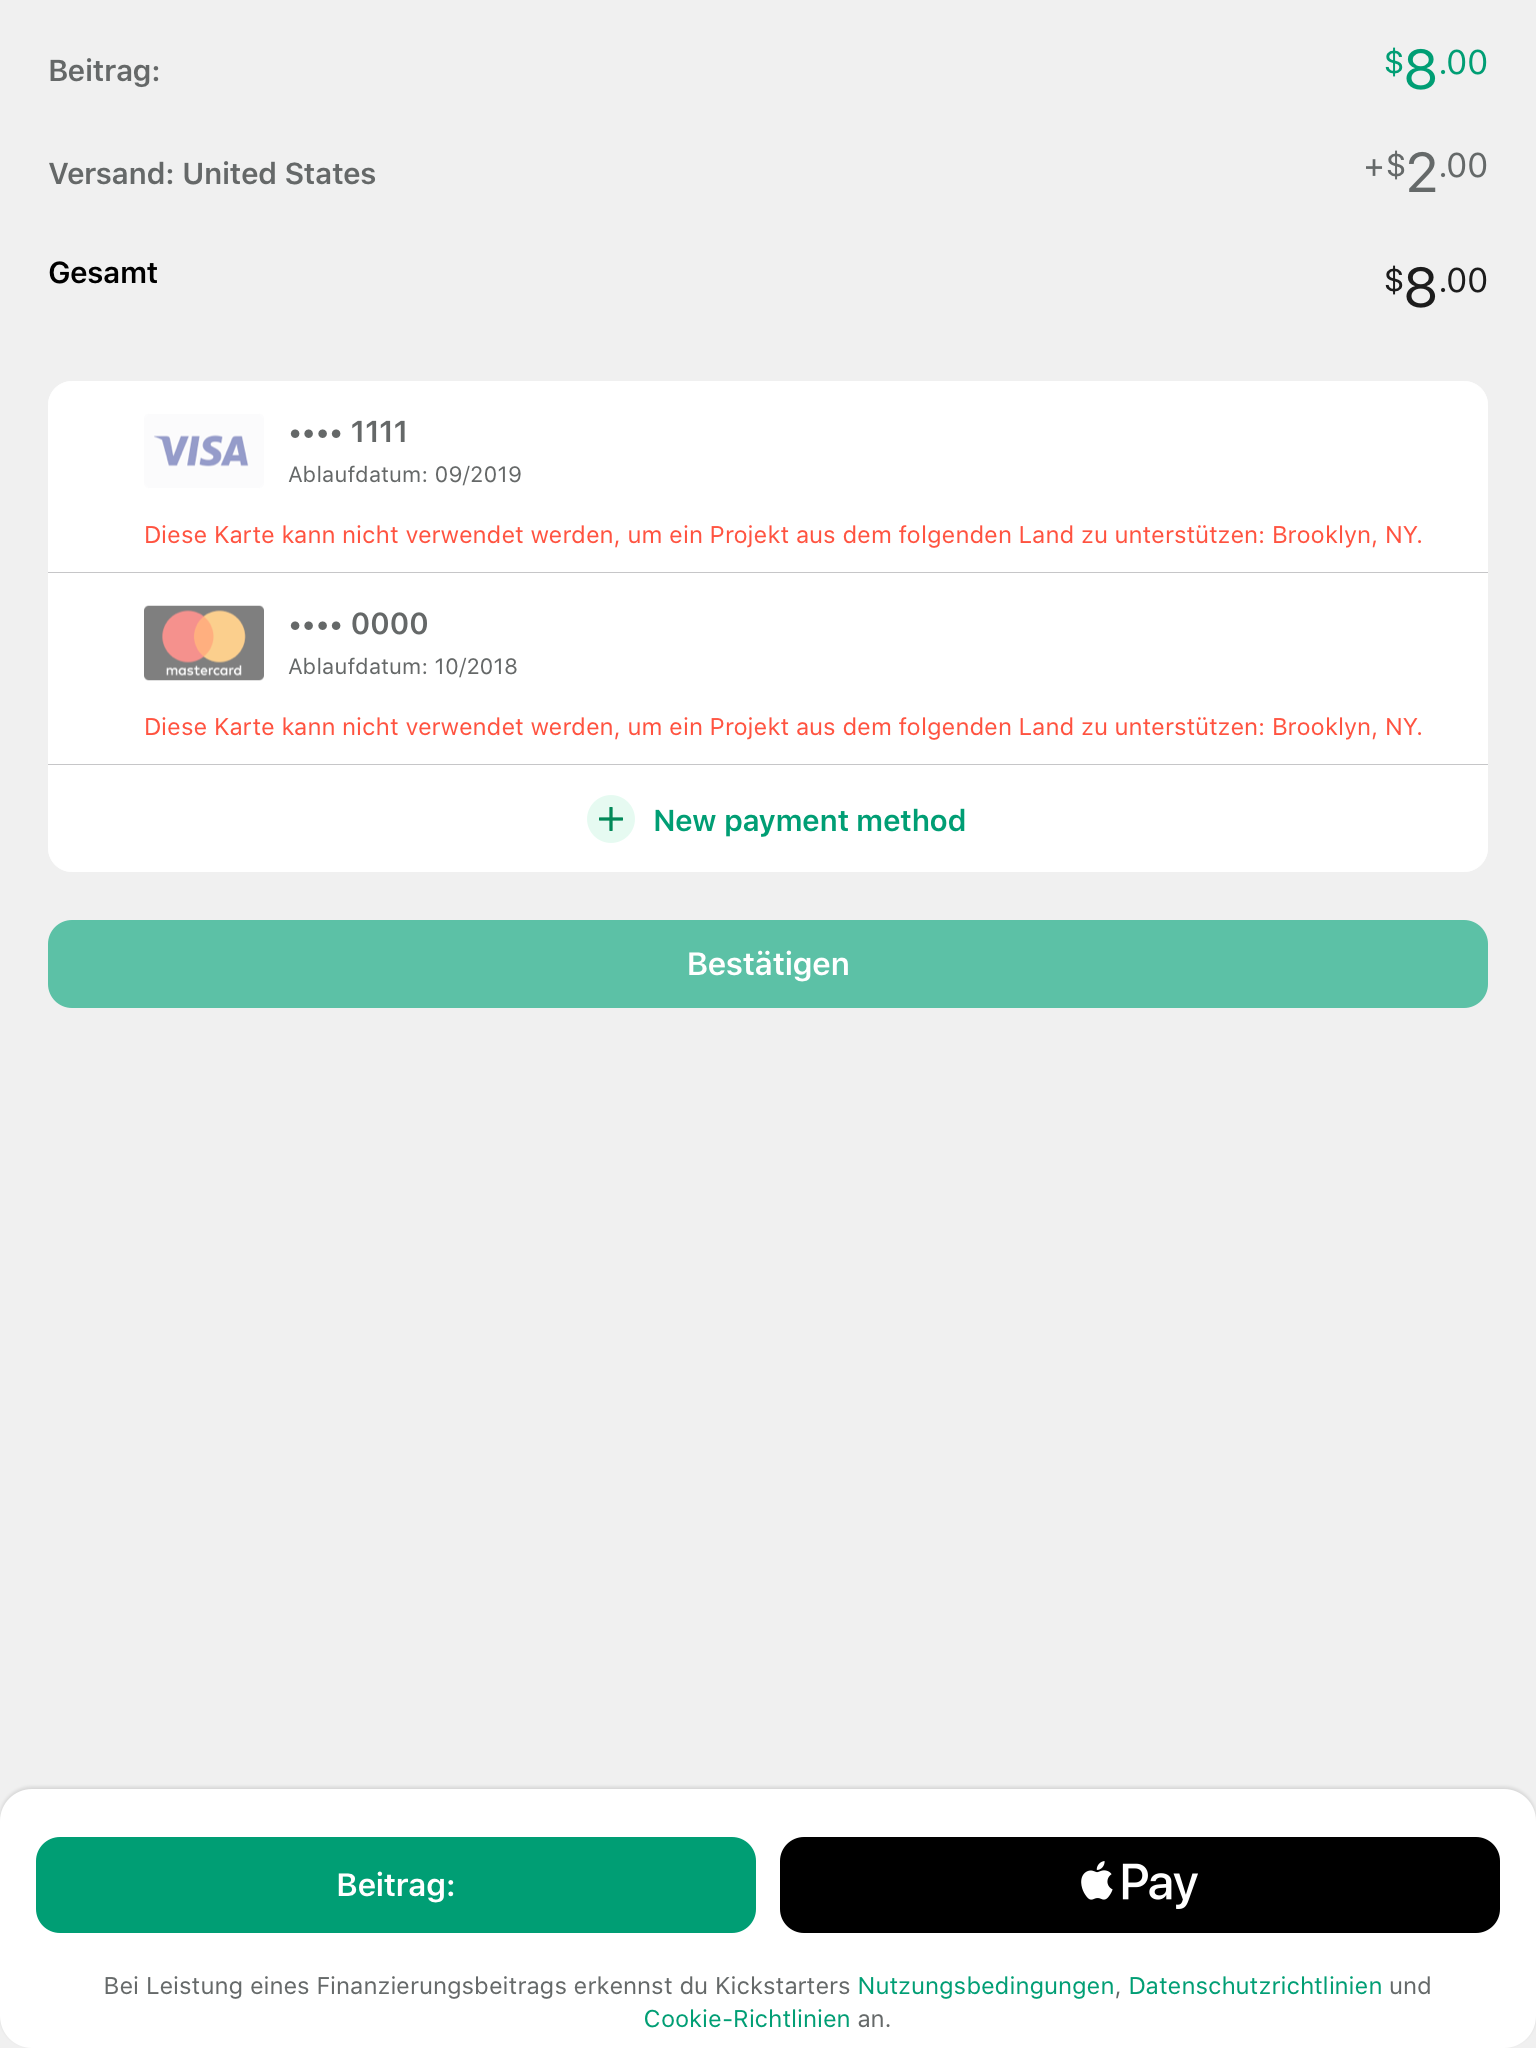 Beitrag: $8.00
Versand: United States +$2.00
Gesamt $8.00
VISA •••• 1111
Ablaufdatum: 09/2019
Diese Karte kann nicht verwendet werden, um ein Projekt aus dem folgenden Land zu unterstützen: Brooklyn, NY.
•••• 0000
mastercard Ablaufdatum: 10/2018
Diese Karte kann nicht verwendet werden, um ein Projekt aus dem folgenden Land zu unterstützen: Brooklyn, NY.
+ New payment method
Bestätigen
Beitrag: Pay
Bei Leistung eines Finanzierungsbeitrags erkennst du Kickstarters Nutzungsbedingungen, Datenschutzrichtlinien und
Cookie-Richtlinien an.